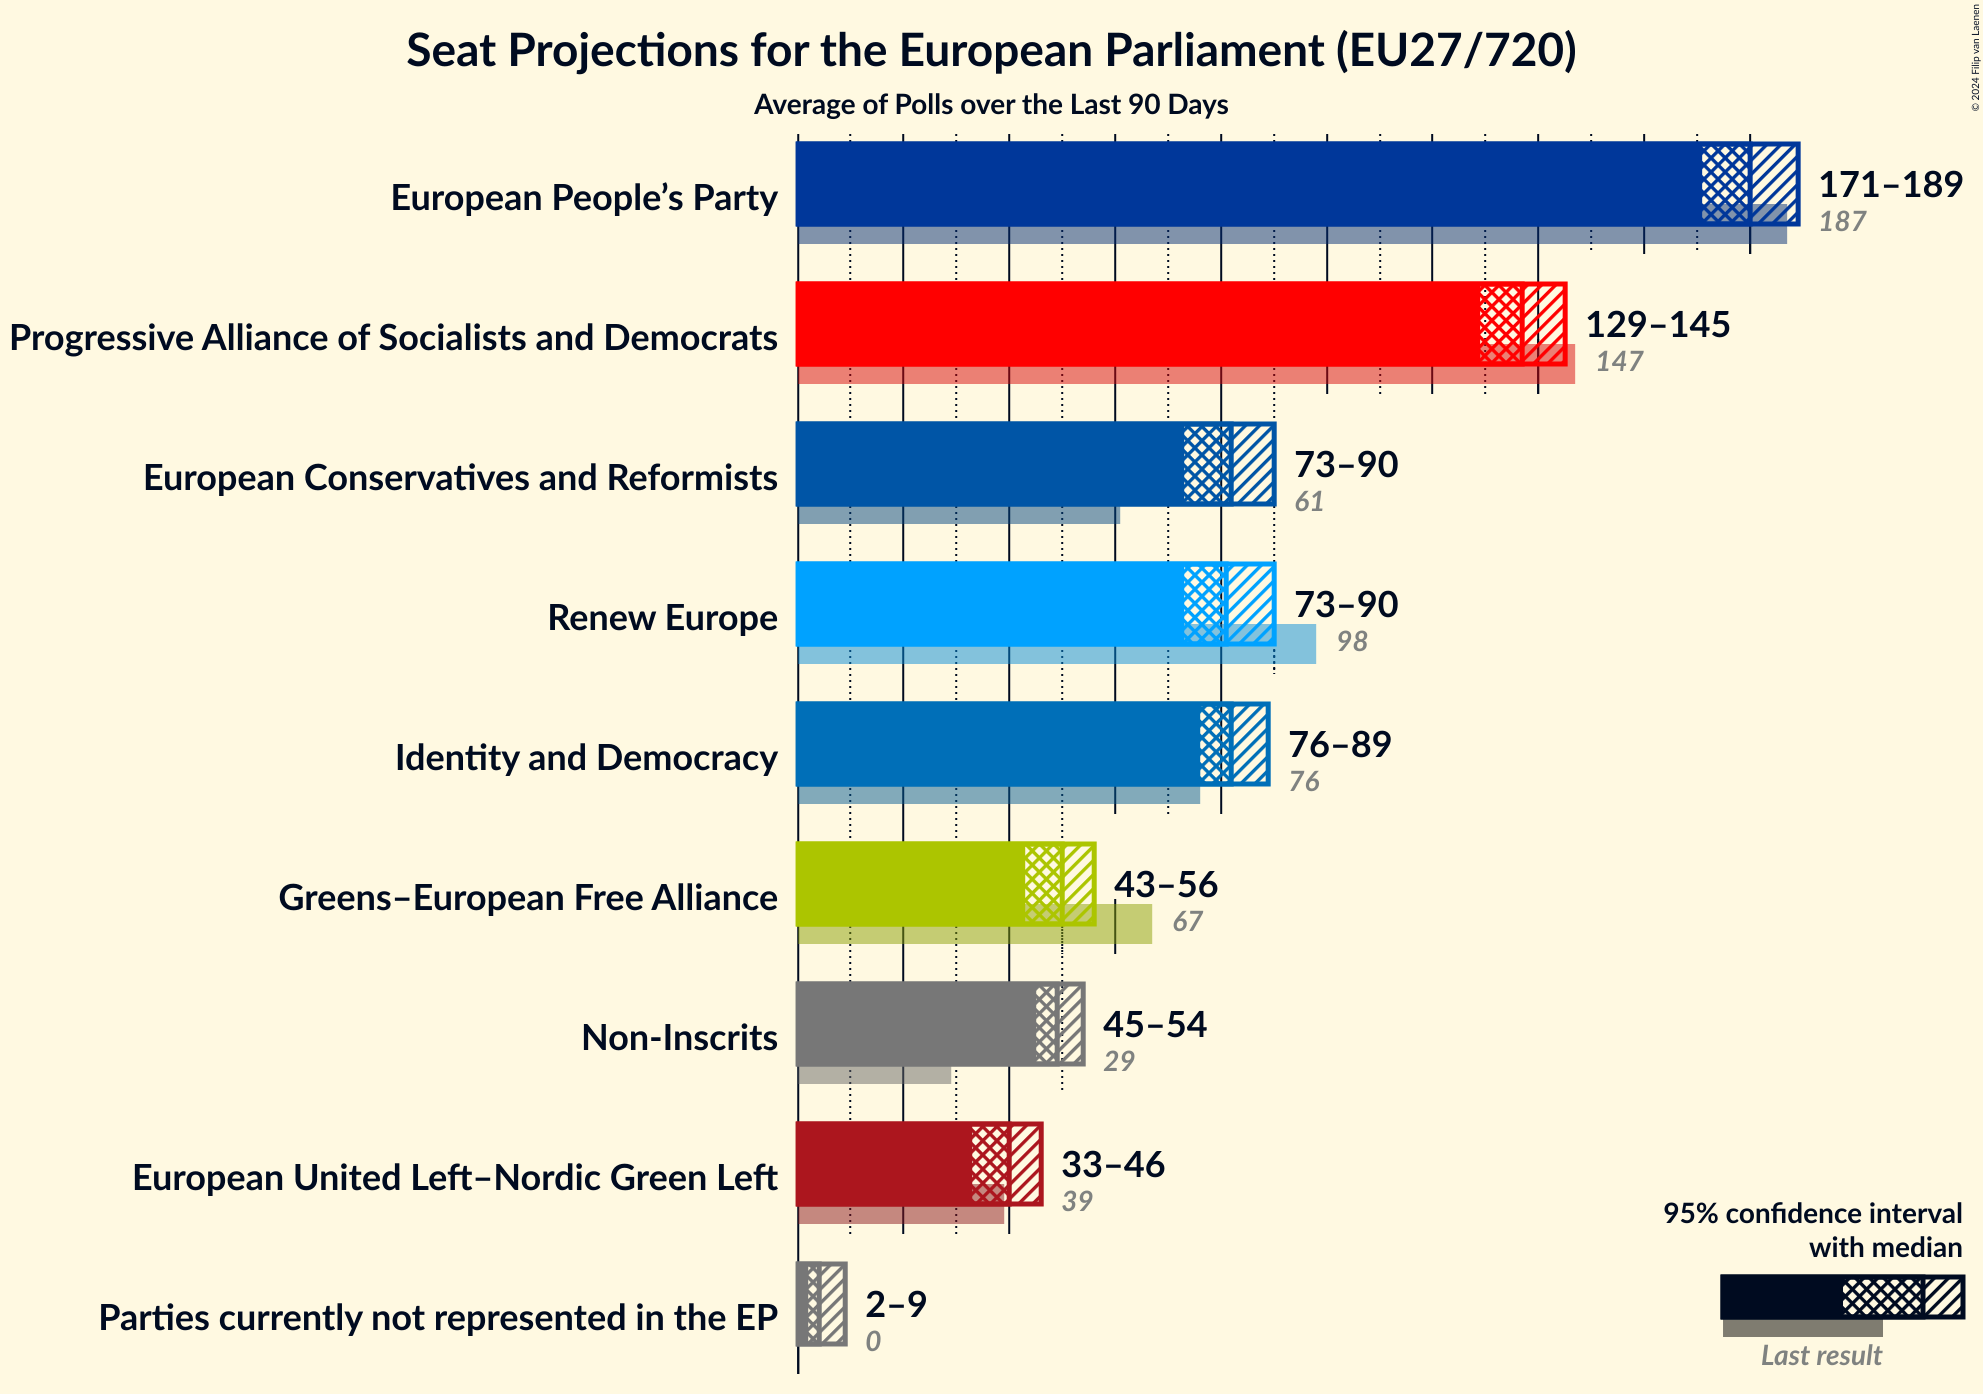 Seat Projections for the European Parliament (EU27/720)
Average of Polls over the Last 90 Days
© 2024 Filip van Laenen
European People’s Party
171–189
187
Progressive Alliance of Socialists and Democrats
129–145
147
European Conservatives and Reformists
73–90
61
Renew Europe
73–90
98
Identity and Democracy
76–89
76
Greens–European Free Alliance
43–56
67
Non-Inscrits
45–54
29
European United Left–Nordic Green Left
33–46
39
Parties currently not represented in the EP
2–9
0
95% confidence interval
with median
Last result